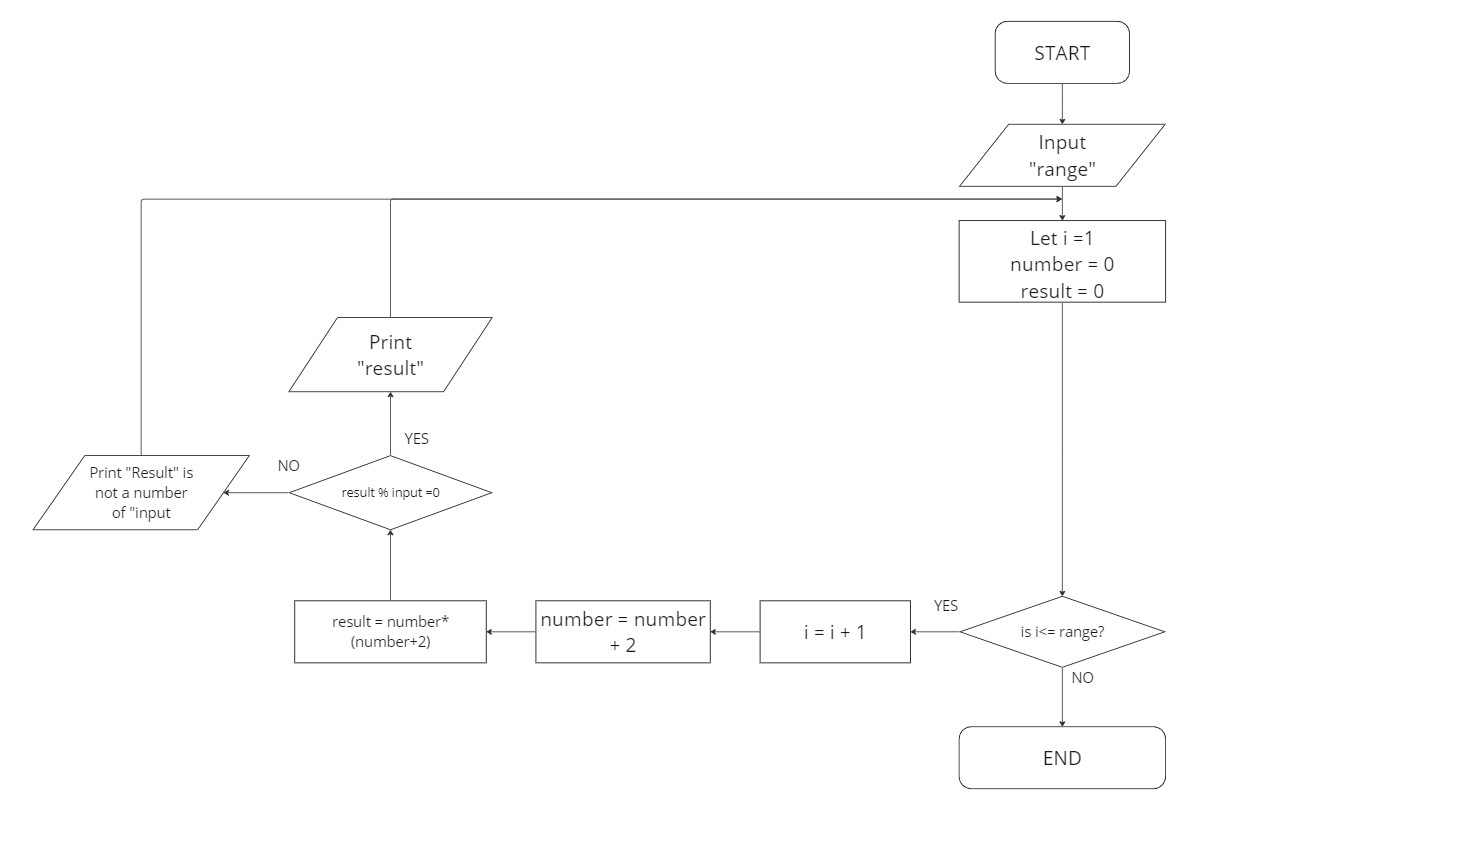 START
Input
"range"
Let i =1
number = 0
result = 0
Print
"result"
YES
NO
Print "Result" is
not a number
of "input
result % input =0
result = number*
(number+2)
number = number
+ 2
i = i + 1
YES
is i<= range?
NO
END